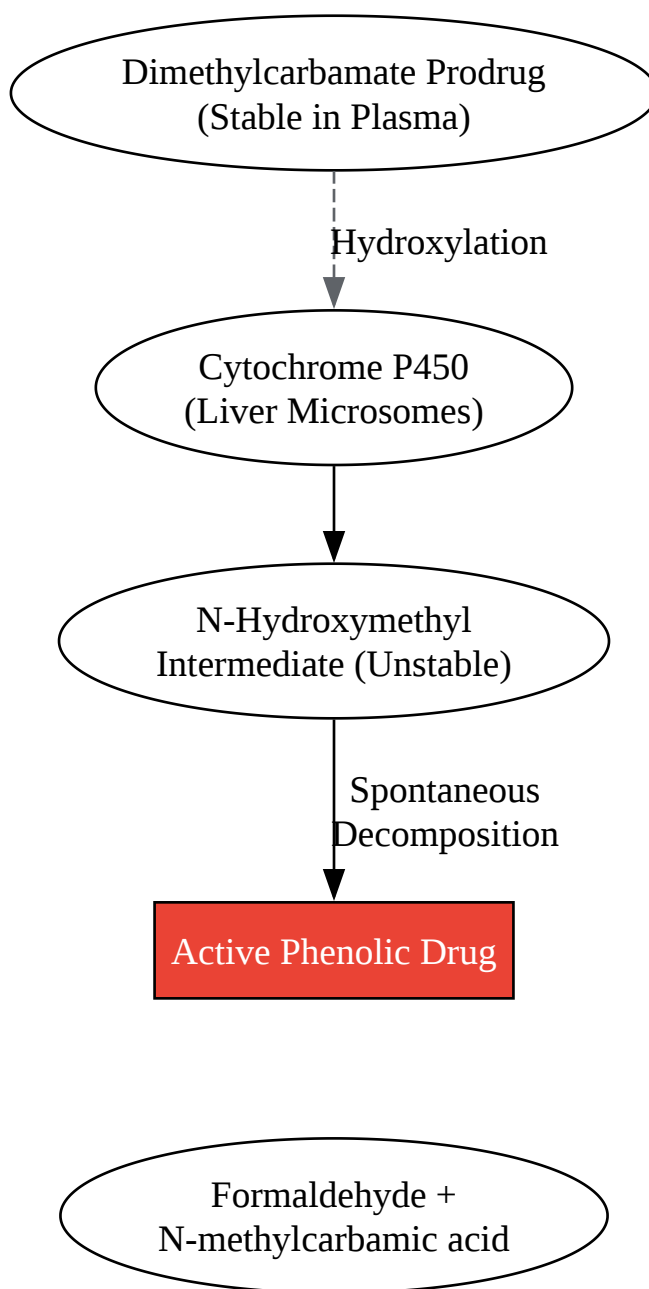 Dimethylcarbamate Prodrug
(Stable in Plasma)
Hydroxylation
Cytochrome P450
(Liver Microsomes)
N-Hydroxymethyl
Intermediate (Unstable)
Spontaneous
Decomposition
Active Phenolic Drug
Formaldehyde +
N-methylcarbamic acid